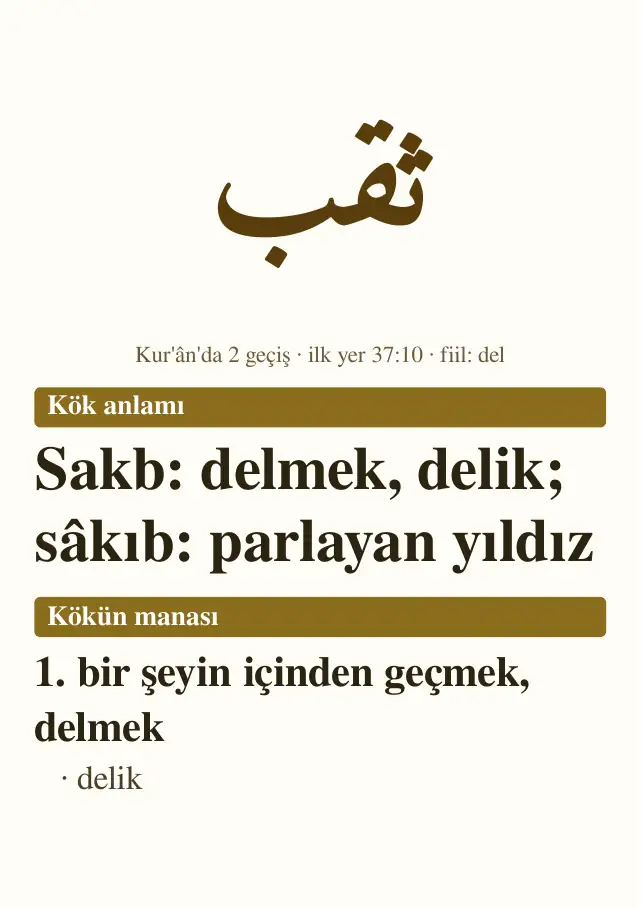 ثقب
Kur'ân'da 2 geçiş · ilk yer 37:10 · fiil: del
Kök anlamı
Sakb: delmek, delik;
sâkıb: parlayan yıldız
Kökün manası
1. bir şeyin içinden geçmek,
delmek
· delik